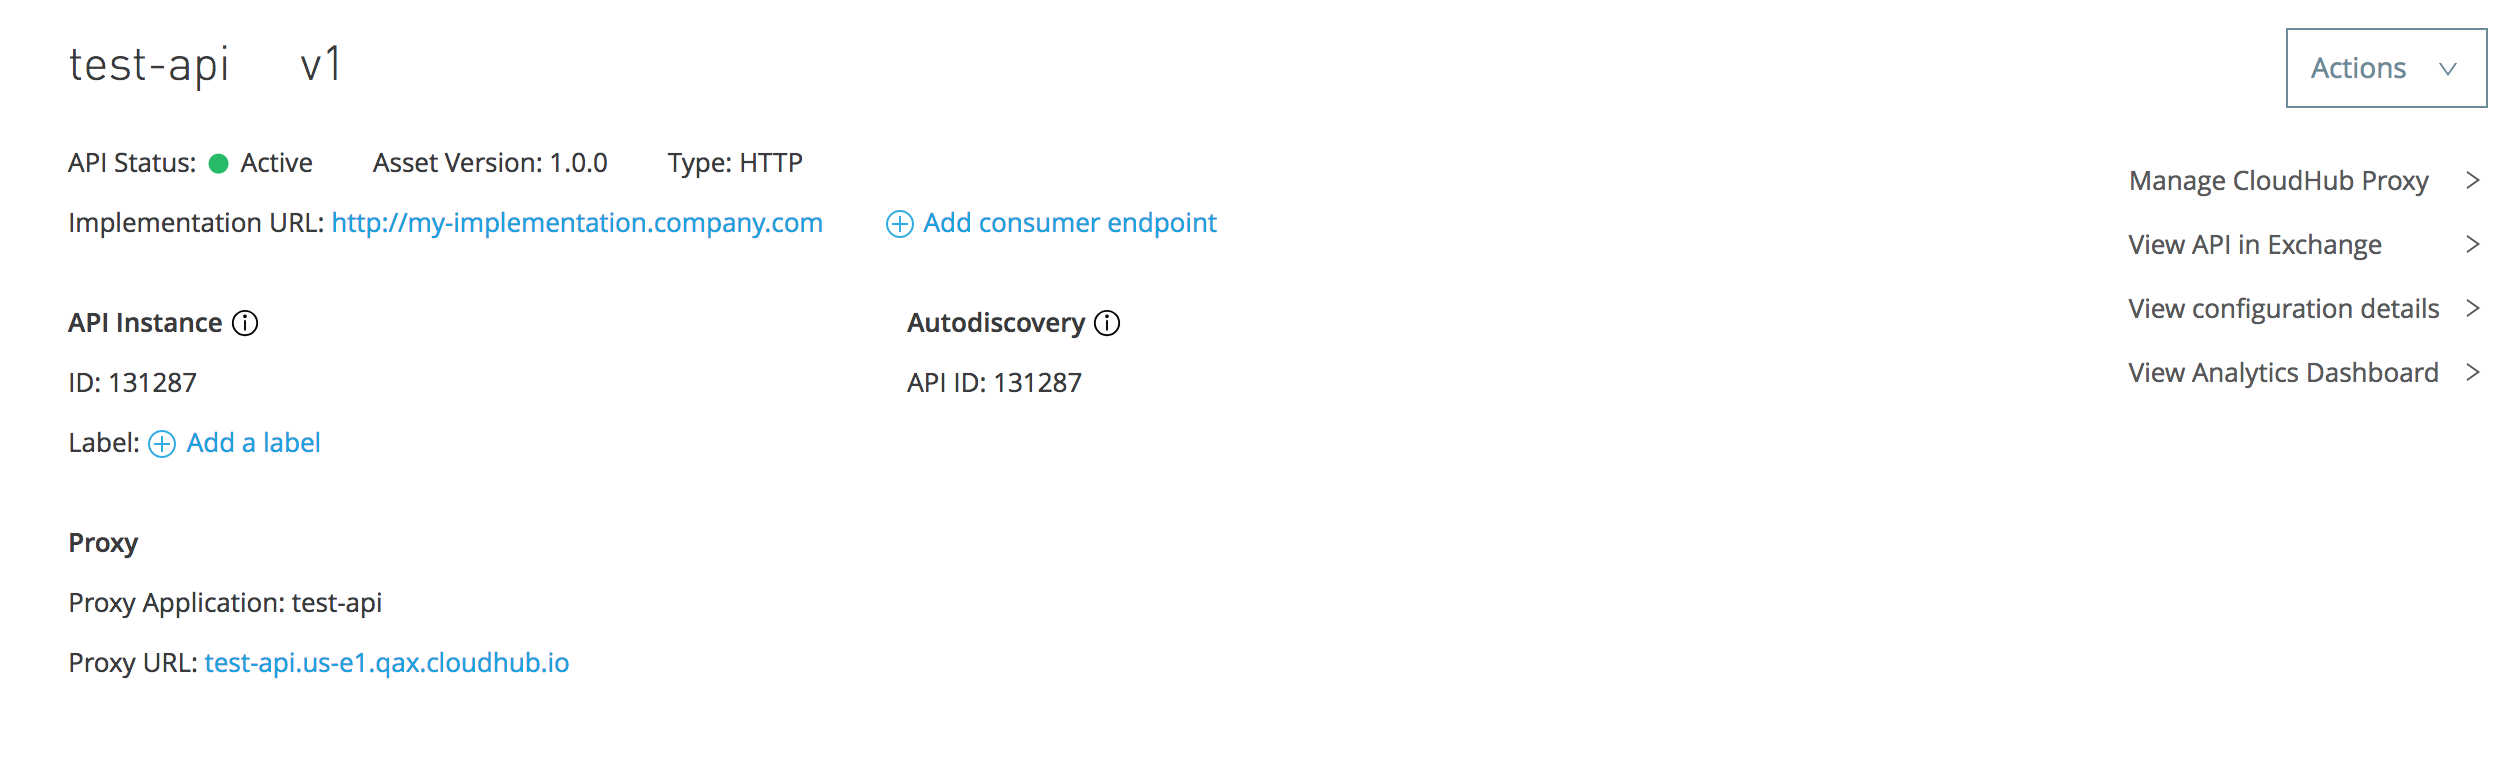 test-api v1
Actions
API Status: Active Asset Version: 1.0.0 Type: HTTP
Implementation URL: http://my-implementation.company.com Add consumer endpoint
API Instance Autodiscovery
ID: 131287 API ID: 131287
Label: Add a label
Proxy
Proxy Application: test-api
Proxy URL: test-api.us-e1.qax.cloudhub.io
Manage CloudHub Proxy
View API in Exchange
View configuration details
View Analytics Dashboard